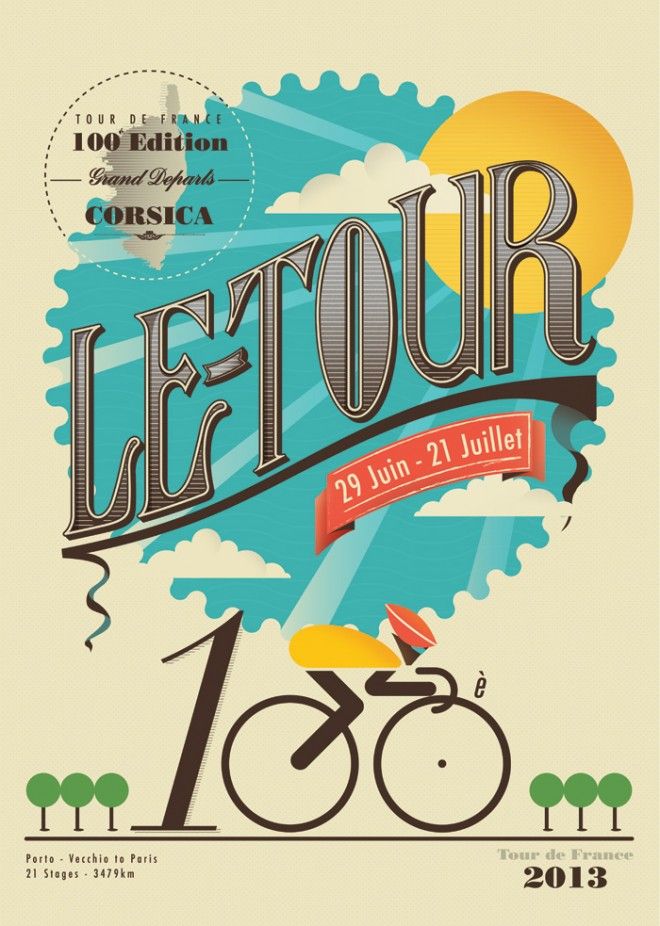 TOUR DE FRANCE
100e Edition
Grand Departs
CORSICA
LE-TOUR
29 Juin - 21 Juillet
100è
Porto - Vecchio to Paris
21 Stages - 3479km
Tour de France
2013